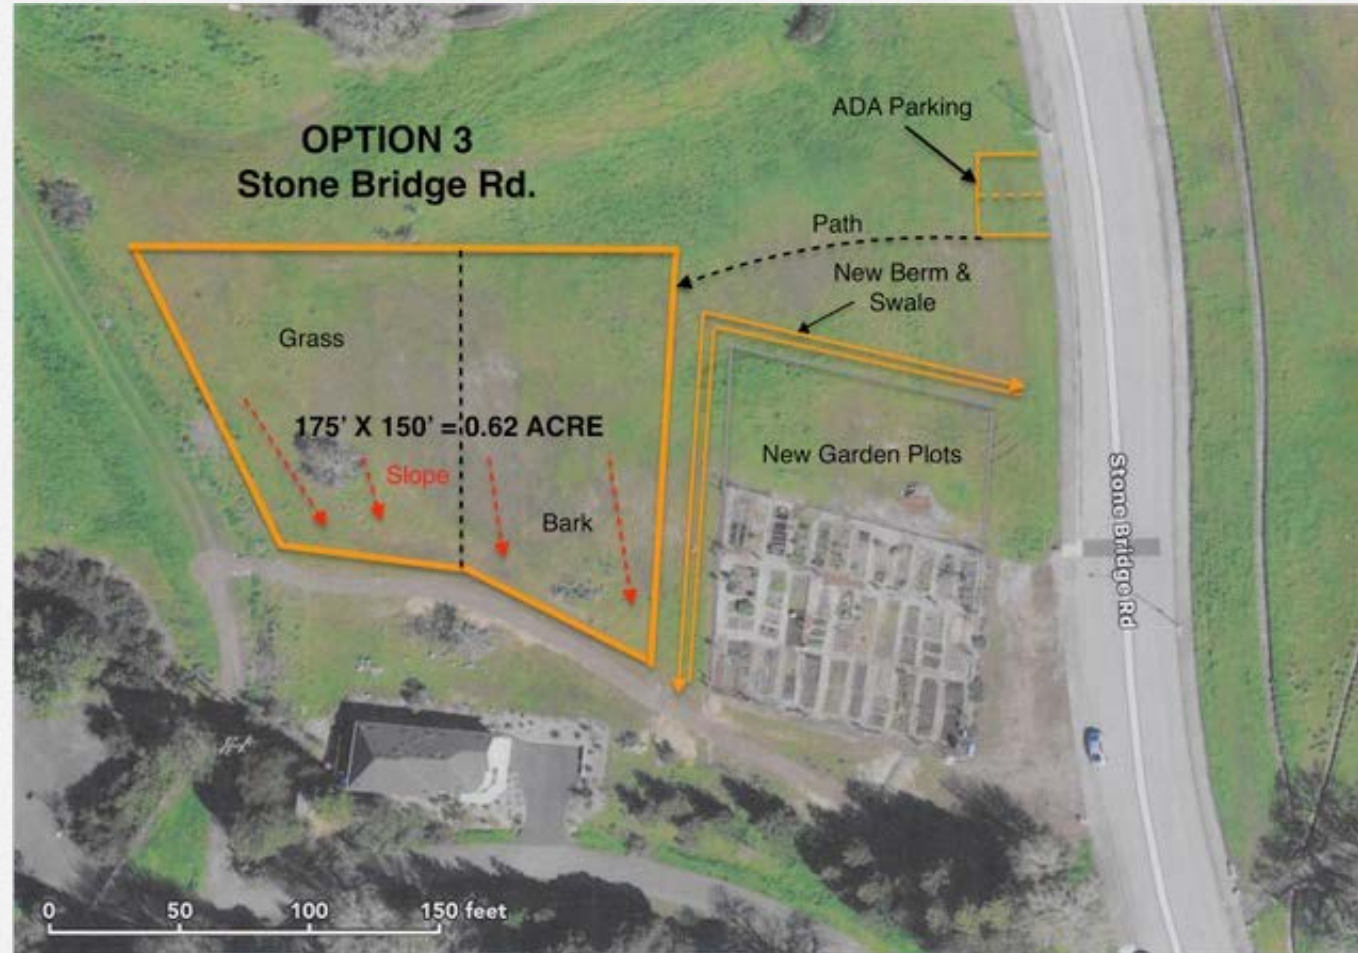 OPTION 3
Stone Bridge Rd.
ADA Parking
Path
New Berm &
Swale
Grass
175' X 150' = 0.62 ACRE
Slope
New Garden Plots
Bark
Stone Bridge Rd
0 50 100 150 feet